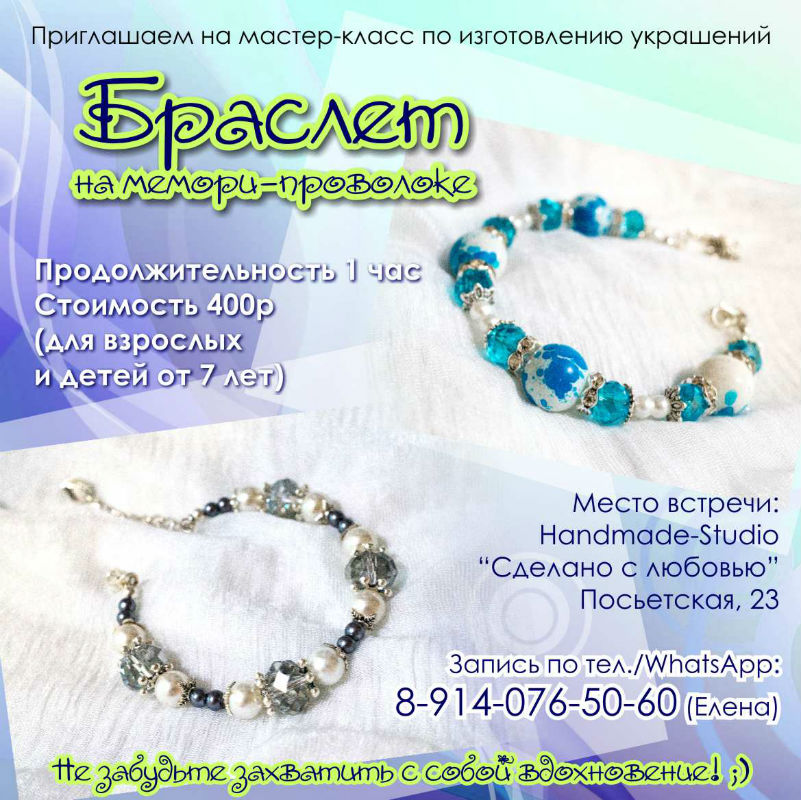 Приглашаем на мастер-класс по изготовлению украшений
Браслет
на мемори-проволоке
Продолжительность 1 час
Стоимость 400р
(для взрослых
и детей от 7 лет)
Место встречи:
Handmade-Studio
“Сделано с любовью”
Посьетская, 23
Запись по тел./WhatsApp:
8-914-076-50-60 (Елена)
Не забудьте захватить с собой вдохновение! ;)